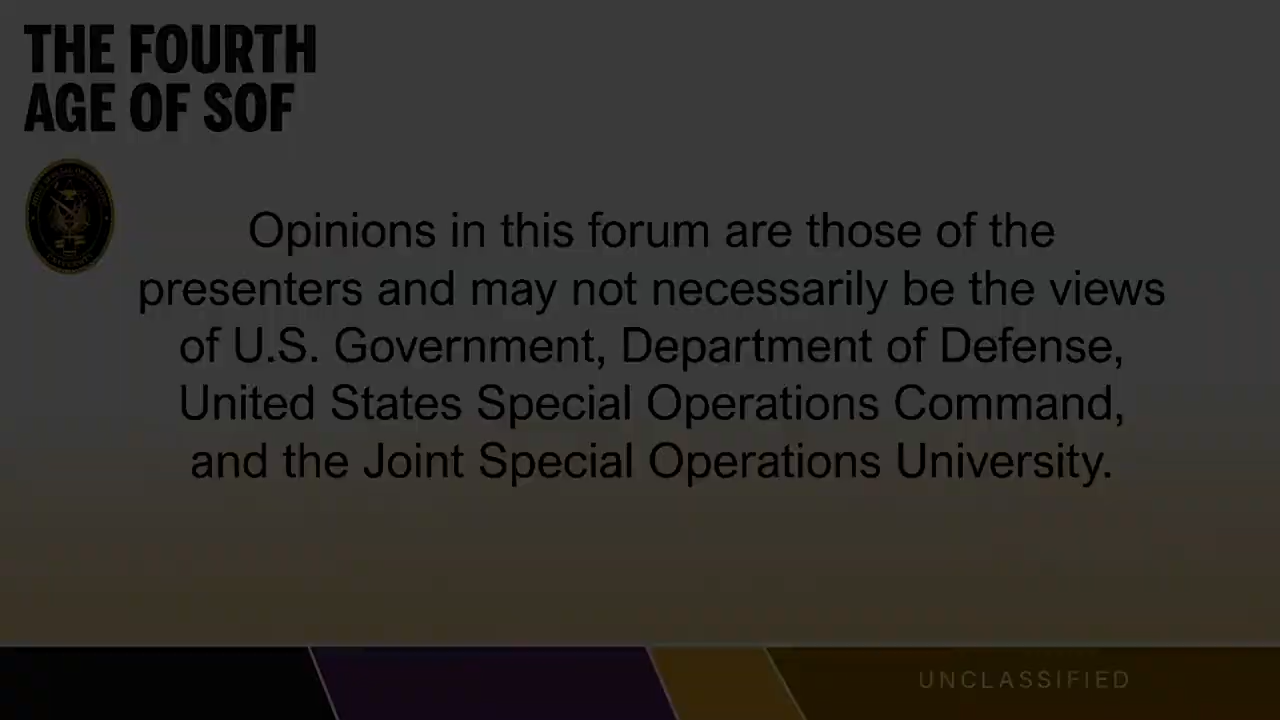 THE FOURTH
AGE OF SOF
Opinions in this forum are those of the
presenters and may not necessarily be the views
of U.S. Government, Department of Defense,
United States Special Operations Command,
and the Joint Special Operations University.
UNCLASSIFIED